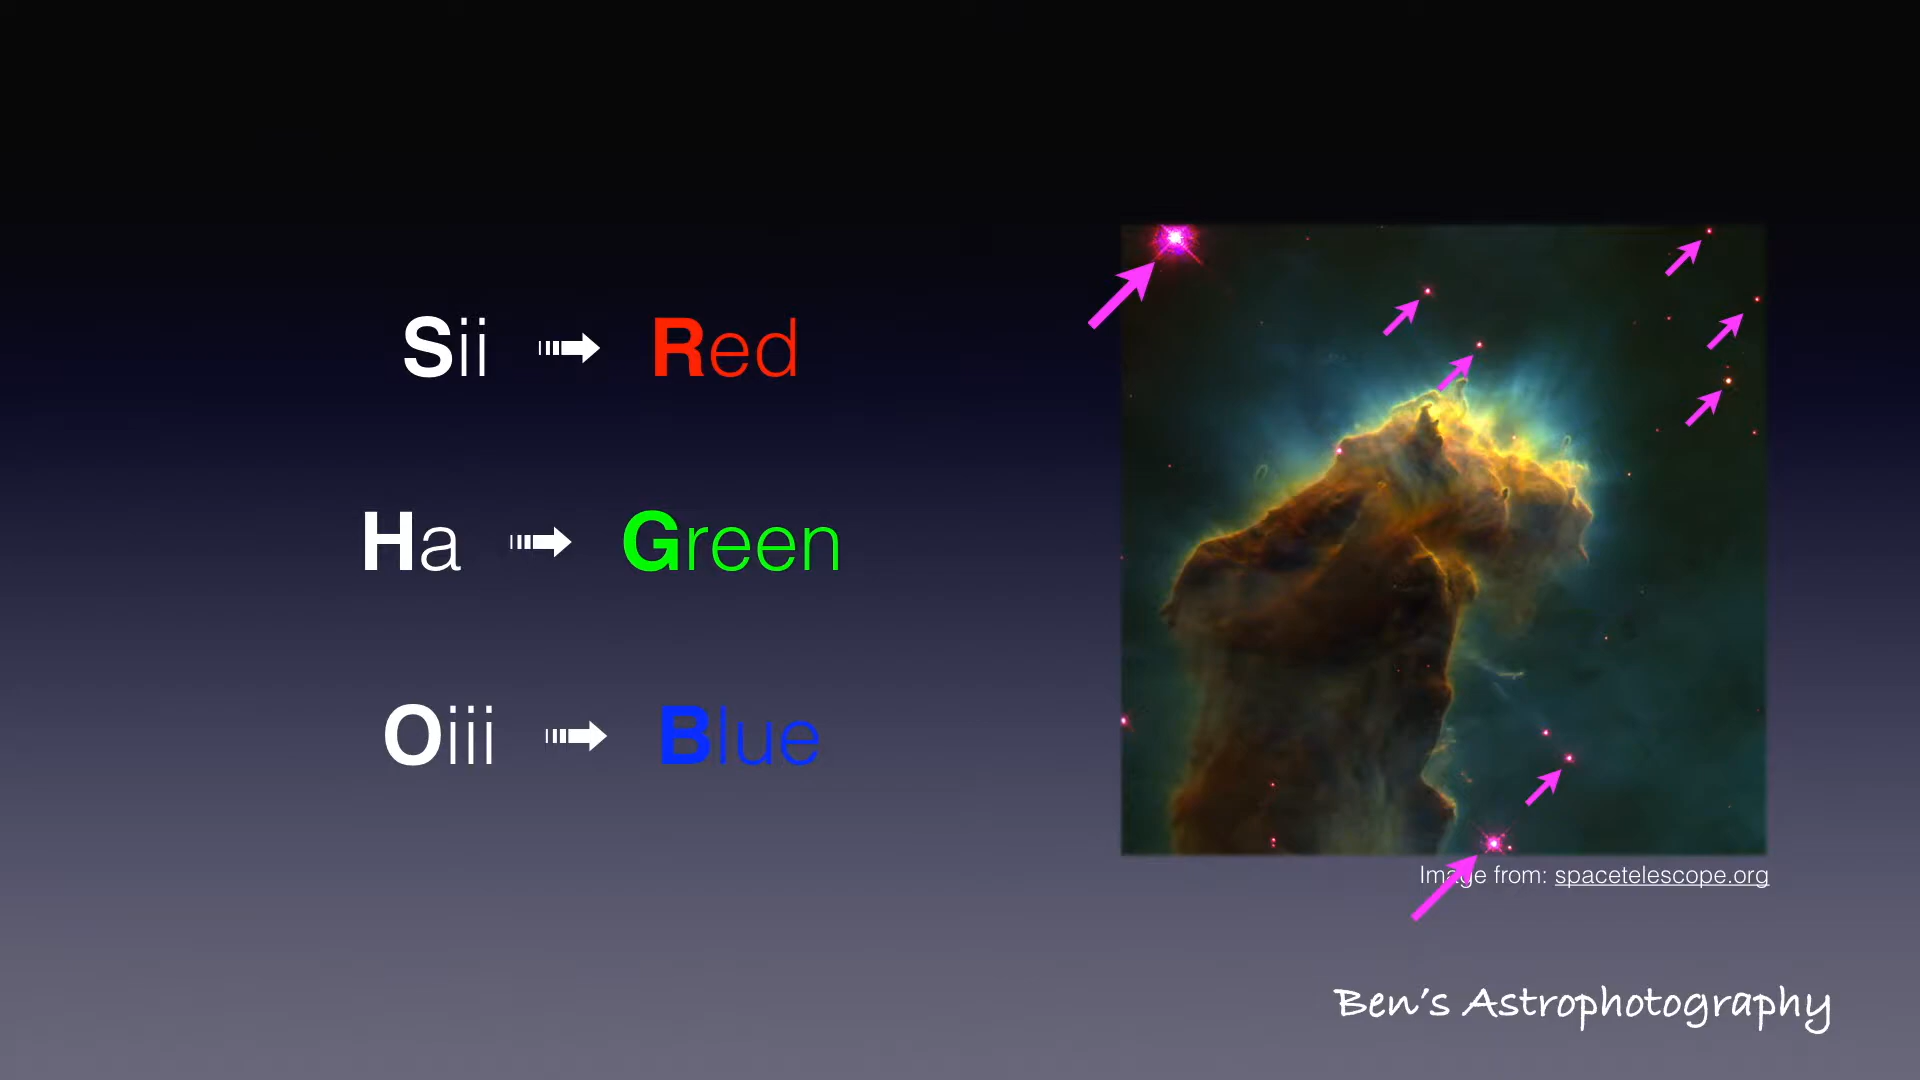 Sii Red
Ha Green
Oiii Blue
Image from: spacetelescope.org
Ben's Astrophotography